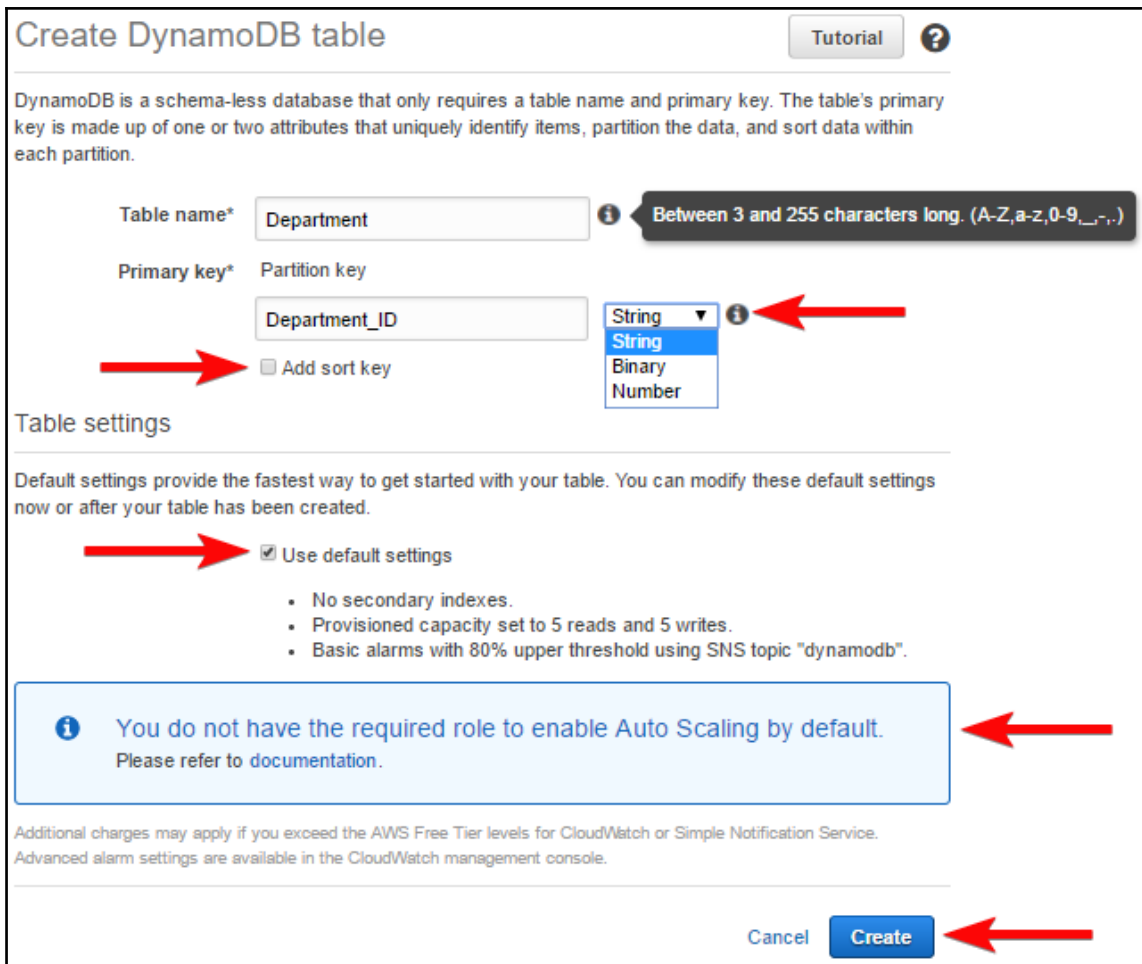 Create DynamoDB table
Tutorial
?
DynamoDB is a schema-less database that only requires a table name and primary key. The table's primary
key is made up of one or two attributes that uniquely identify items, partition the data, and sort data within
each partition.
Table name*
Department
i
Between 3 and 255 characters long. (A-Z,a-z,0-9,_,-,.)
Primary key*
Partition key
Department_ID
String ▼
i
String
Binary
Number
Add sort key
Table settings
Default settings provide the fastest way to get started with your table. You can modify these default settings
now or after your table has been created.
Use default settings
• No secondary indexes.
• Provisioned capacity set to 5 reads and 5 writes.
• Basic alarms with 80% upper threshold using SNS topic "dynamodb".
i
You do not have the required role to enable Auto Scaling by default.
Please refer to documentation.
Additional charges may apply if you exceed the AWS Free Tier levels for CloudWatch or Simple Notification Service.
Advanced alarm settings are available in the CloudWatch management console.
Cancel
Create